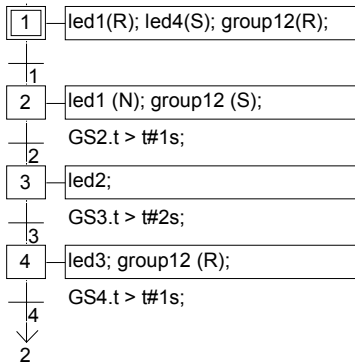 1 led1(R); led4(S); group12(R);
1
2 led1 (N); group12 (S);
GS2.t > t#1s;
2
3 led2;
GS3.t > t#2s;
3
4 led3; group12 (R);
GS4.t > t#1s;
4
2